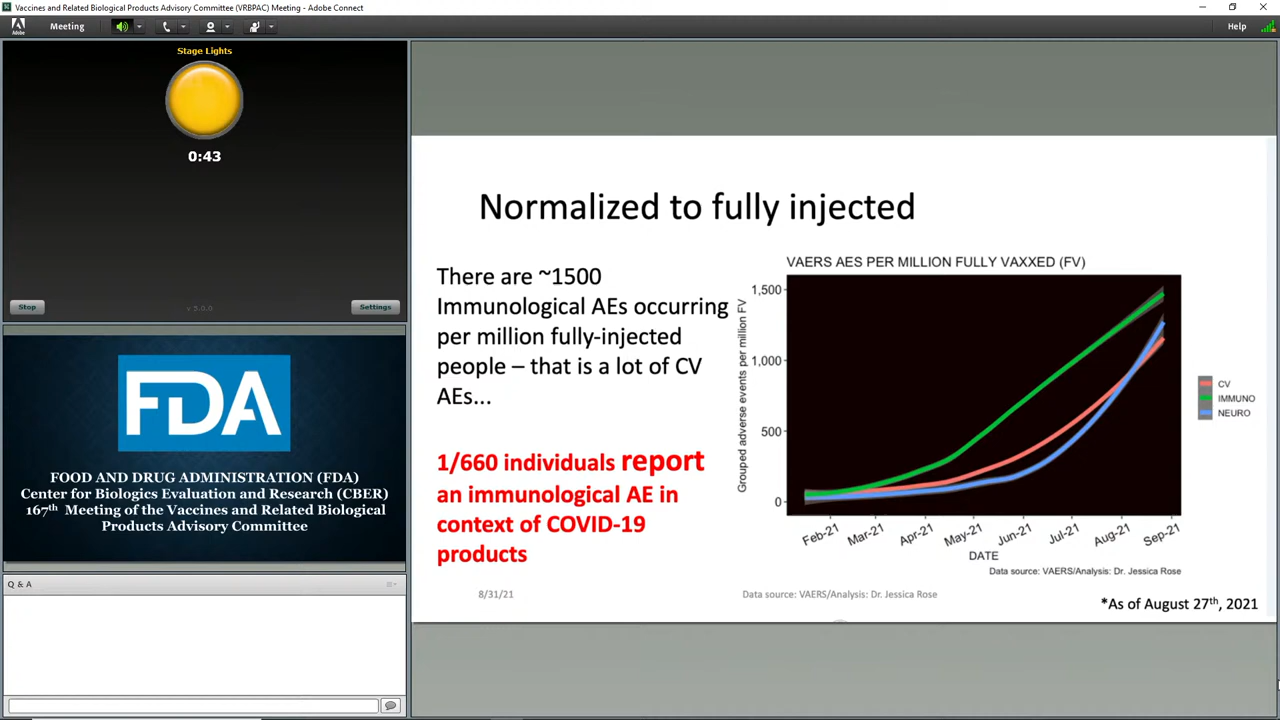 Vaccines and Related Biological Products Advisory Committee (VRBPAC) Meeting - Adobe Connect
Adobe
Meeting
Help
Stage Lights
0:43
Stop
v 5.0.0
Settings
FDA
FOOD AND DRUG ADMINISTRATION (FDA)
Center for Biologics Evaluation and Research (CBER)
167th Meeting of the Vaccines and Related Biological
Products Advisory Committee
Q & A
Normalized to fully injected
There are ~1500
Immunological AEs occurring
per million fully-injected
people – that is a lot of CV
AEs...
1/660 individuals report
an immunological AE in
context of COVID-19
products
8/31/21
VAERS AES PER MILLION FULLY VAXXED (FV)
Grouped adverse events per million FV
1,500
1,000
500
0
Feb-21 Mar-21 Apr-21 May-21 Jun-21 Jul-21 Aug-21 Sep-21
DATE
CV
IMMUNO
NEURO
Data source: VAERS/Analysis: Dr. Jessica Rose
Data source: VAERS/Analysis: Dr. Jessica Rose
*As of August 27th, 2021